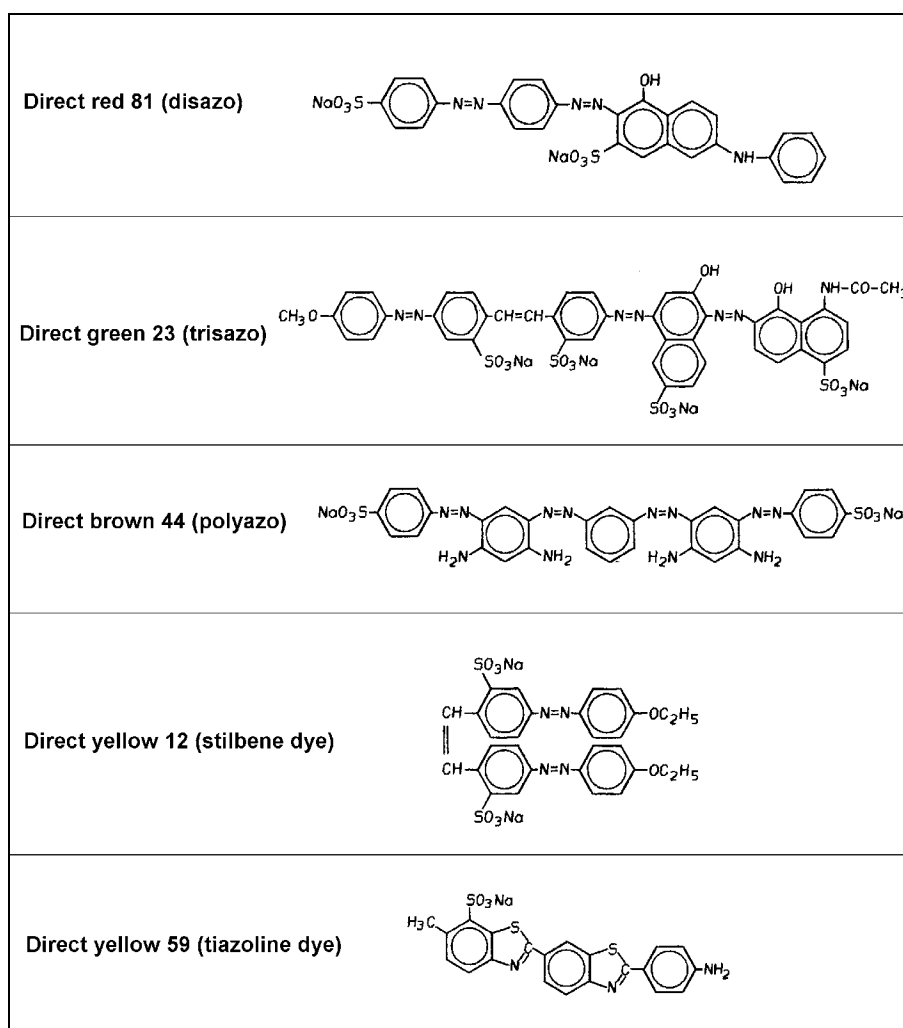 Direct red 81 (disazo)
NaO3S N=N N=N OH NaO3S NH
Direct green 23 (trisazo)
CH3O N=N CH=CH SO3Na SO3Na N=N OH N=N OH NH-CO-CH3 SO3Na SO3Na
Direct brown 44 (polyazo)
NaO3S N=N N=N N=N N=N SO3Na
H2N NH2 H2N NH2
Direct yellow 12 (stilbene dye)
SO3Na
CH N=N OC2H5
CH N=N OC2H5
SO3Na
Direct yellow 59 (tiazoline dye)
SO3Na
H3C S C N S C N NH2